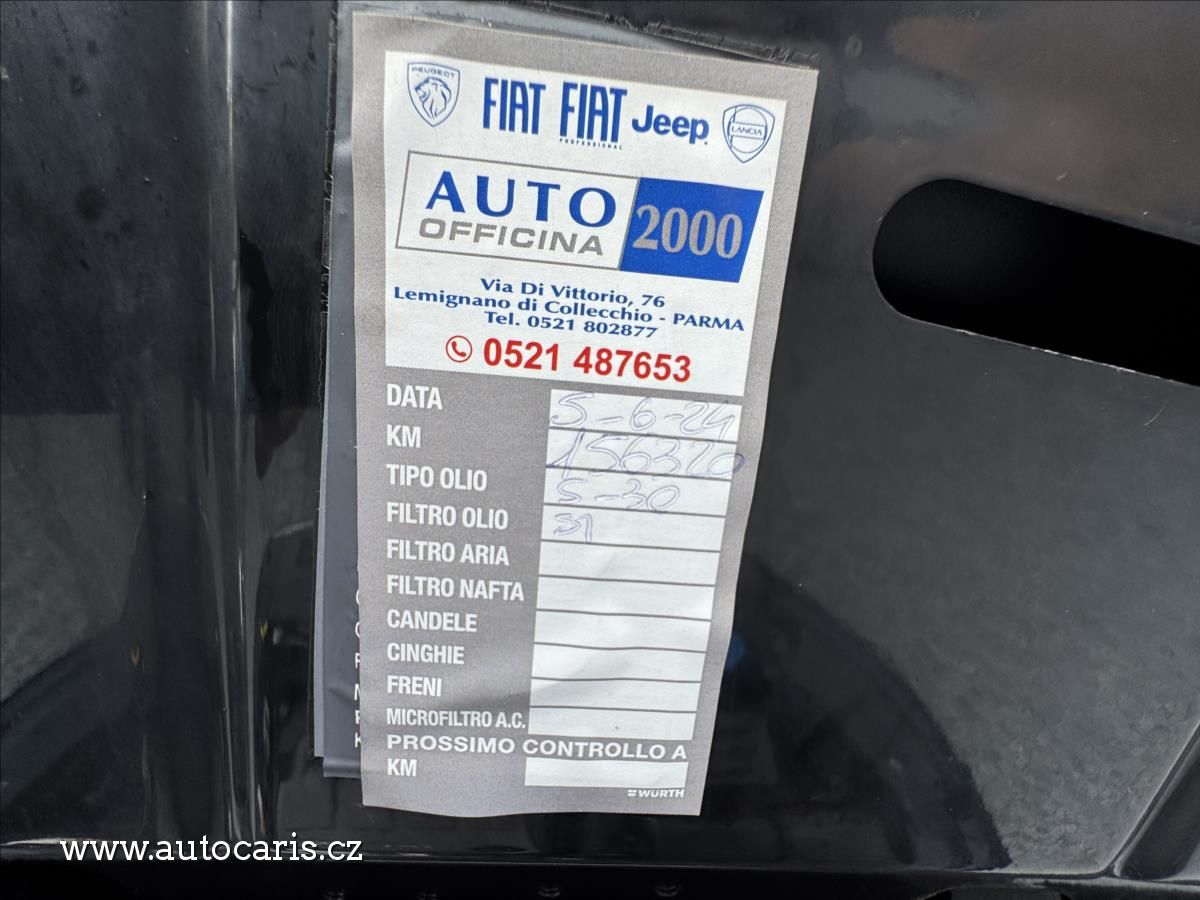 PEUGEOT
FIAT FIAT Jeep
PROFESSIONAL
LANCIA
AUTO 2000
OFFICINA
Via Di Vittorio, 76
Lemignano di Collecchio - PARMA
Tel. 0521 802877
0521 487653
DATA 5-6-24
KM 156320
TIPO OLIO 5-30
FILTRO OLIO
FILTRO ARIA
FILTRO NAFTA
CANDELE
CINGHIE
FRENI
MICROFILTRO A.C.
PROSSIMO CONTROLLO A
KM
WÜRTH
www.autocaris.cz